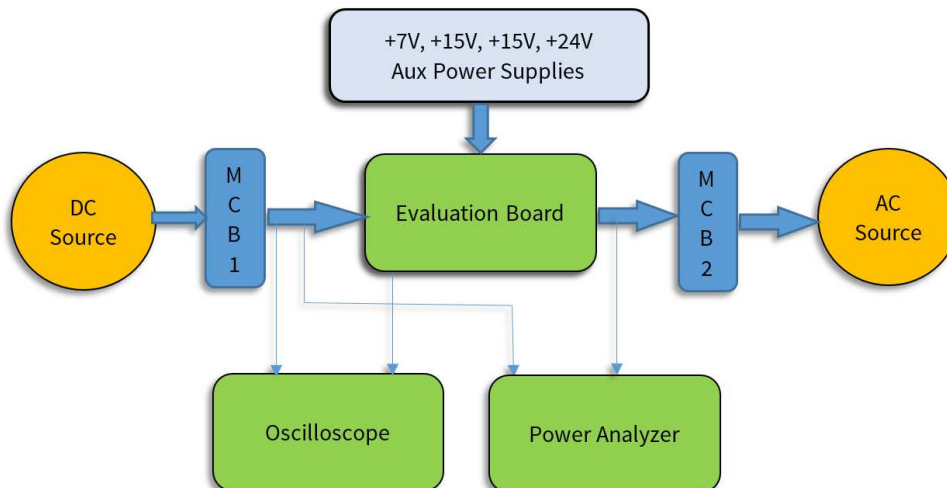 +7V, +15V, +15V, +24V
Aux Power Supplies
DC
Source
M
C
B
1
Evaluation Board
M
C
B
2
AC
Source
Oscilloscope
Power Analyzer